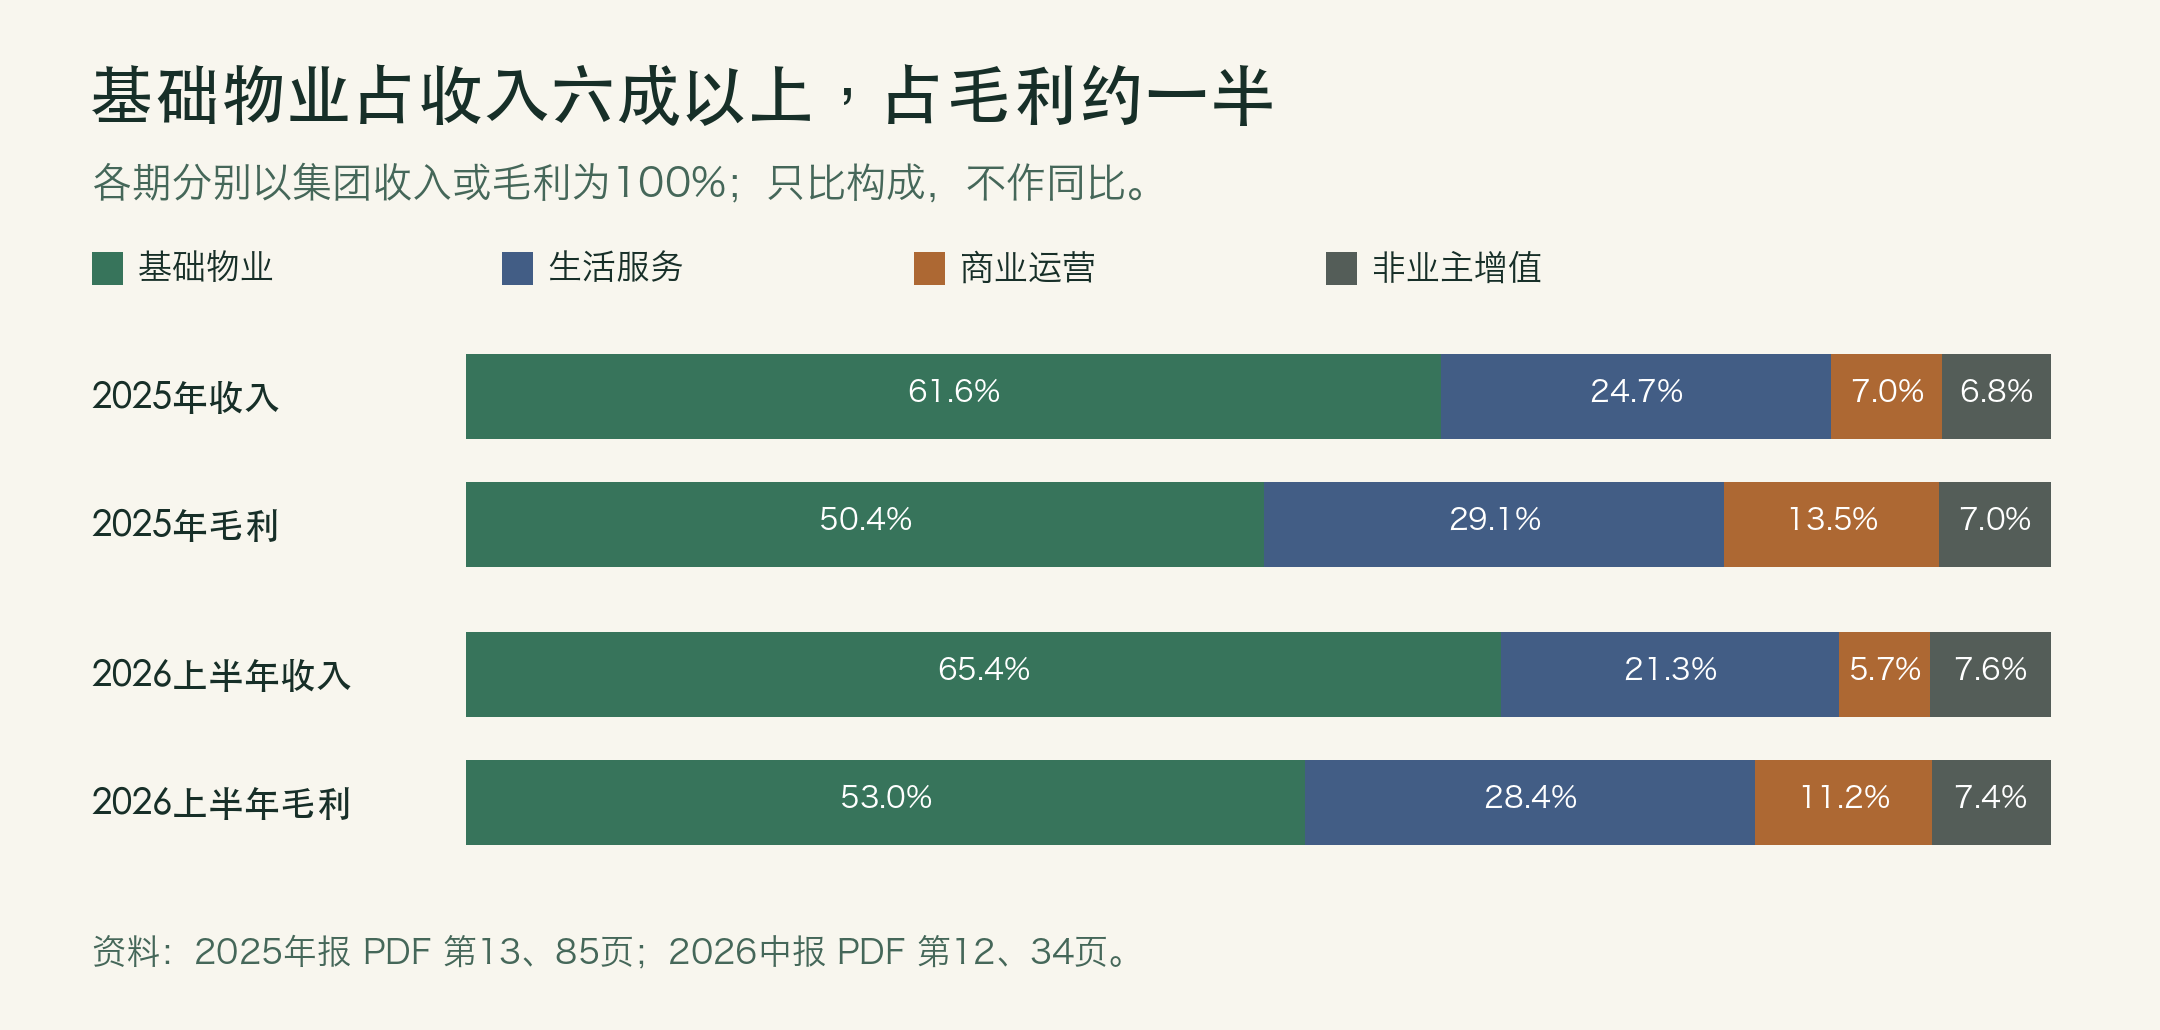 基础物业占收入六成以上，占毛利约一半
各期分别以集团收入或毛利为100%；只比构成，不作同比。
基础物业 生活服务 商业运营 非业主增值
2025年收入 61.6% 24.7% 7.0% 6.8%
2025年毛利 50.4% 29.1% 13.5% 7.0%
2026上半年收入 65.4% 21.3% 5.7% 7.6%
2026上半年毛利 53.0% 28.4% 11.2% 7.4%
资料：2025年报 PDF 第13、85页；2026中报 PDF 第12、34页。